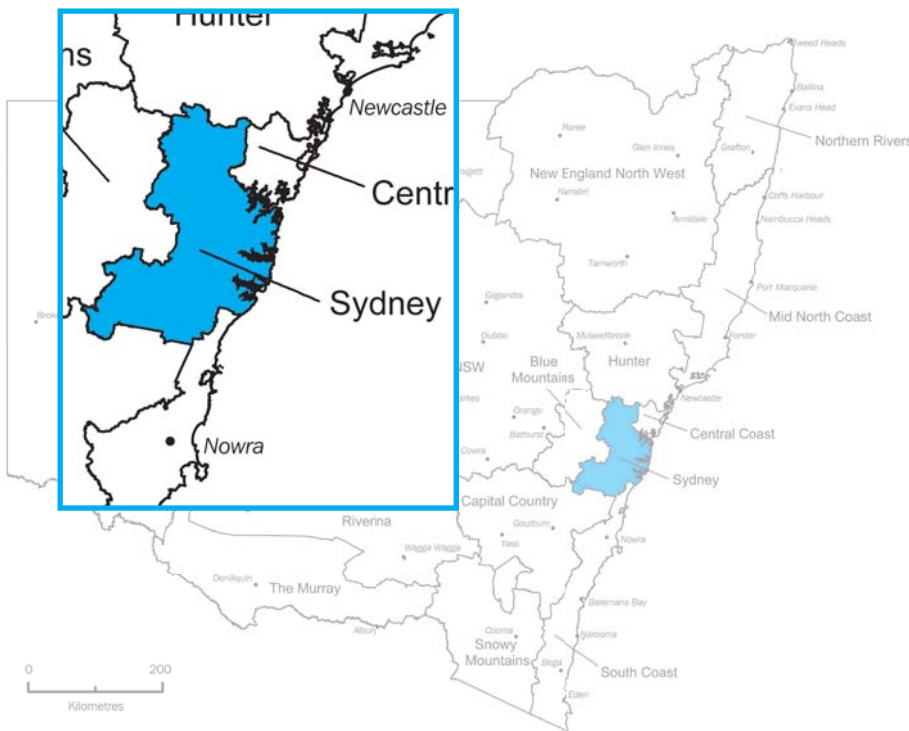 Hunter
ns
Newcastle
Centr
Sydney
Nowra
Tweed Heads
Ballina
Evans Head
Northern Rivers
Grafton
Moree
Glen Innes
New England North West
Narrabri
Armidale
Coffs Harbour
Nambucca Heads
Tamworth
Port Macquarie
Mid North Coast
Gilgandra
Dubbo
Muswellbrook
Forster
Hunter
NSW
Blue
Mountains
Newcastle
Orange
Bathurst
Central Coast
Cowra
Sydney
Capital Country
Goulburn
Nowra
Yass
Riverina
Wagga Wagga
Deniliquin
The Murray
Albury
Batemans Bay
Cooma
Snowy
Mountains
Narooma
Bega
South Coast
Eden
0 200
Kilometres